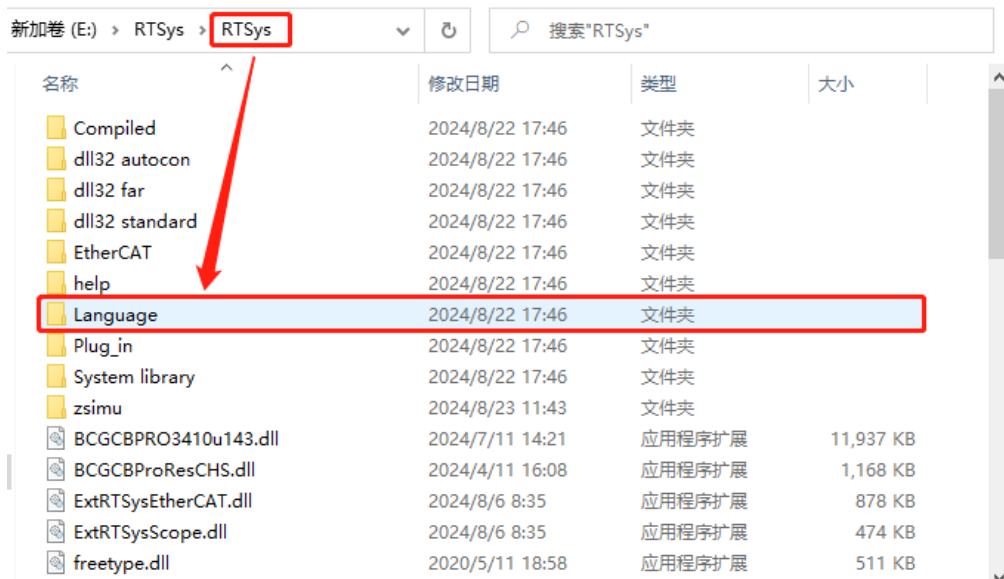 新加卷 (E:) › RTSys › RTSys 搜索"RTSys"
名称 修改日期 类型 大小
Compiled 2024/8/22 17:46 文件夹
dll32 autocon 2024/8/22 17:46 文件夹
dll32 far 2024/8/22 17:46 文件夹
dll32 standard 2024/8/22 17:46 文件夹
EtherCAT 2024/8/22 17:46 文件夹
help 2024/8/22 17:46 文件夹
Language 2024/8/22 17:46 文件夹
Plug_in 2024/8/22 17:46 文件夹
System library 2024/8/22 17:46 文件夹
zsimu 2024/8/23 11:43 文件夹
BCGCBPRO3410u143.dll 2024/7/11 14:21 应用程序扩展 11,937 KB
BCGCBProResCHS.dll 2024/4/11 16:08 应用程序扩展 1,168 KB
ExtRTSysEtherCAT.dll 2024/8/6 8:35 应用程序扩展 878 KB
ExtRTSysScope.dll 2024/8/6 8:35 应用程序扩展 474 KB
freetype.dll 2020/5/11 18:58 应用程序扩展 511 KB